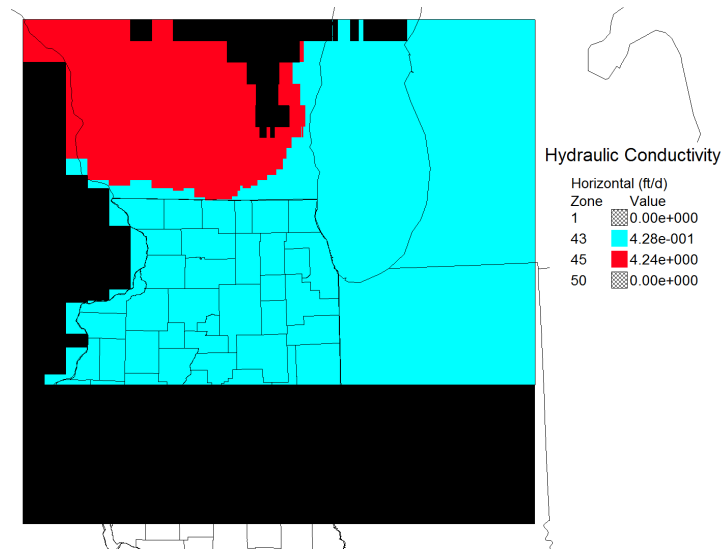 Hydraulic Conductivity
Horizontal (ft/d)
Zone Value
1 0.00e+000
43 4.28e-001
45 4.24e+000
50 0.00e+000